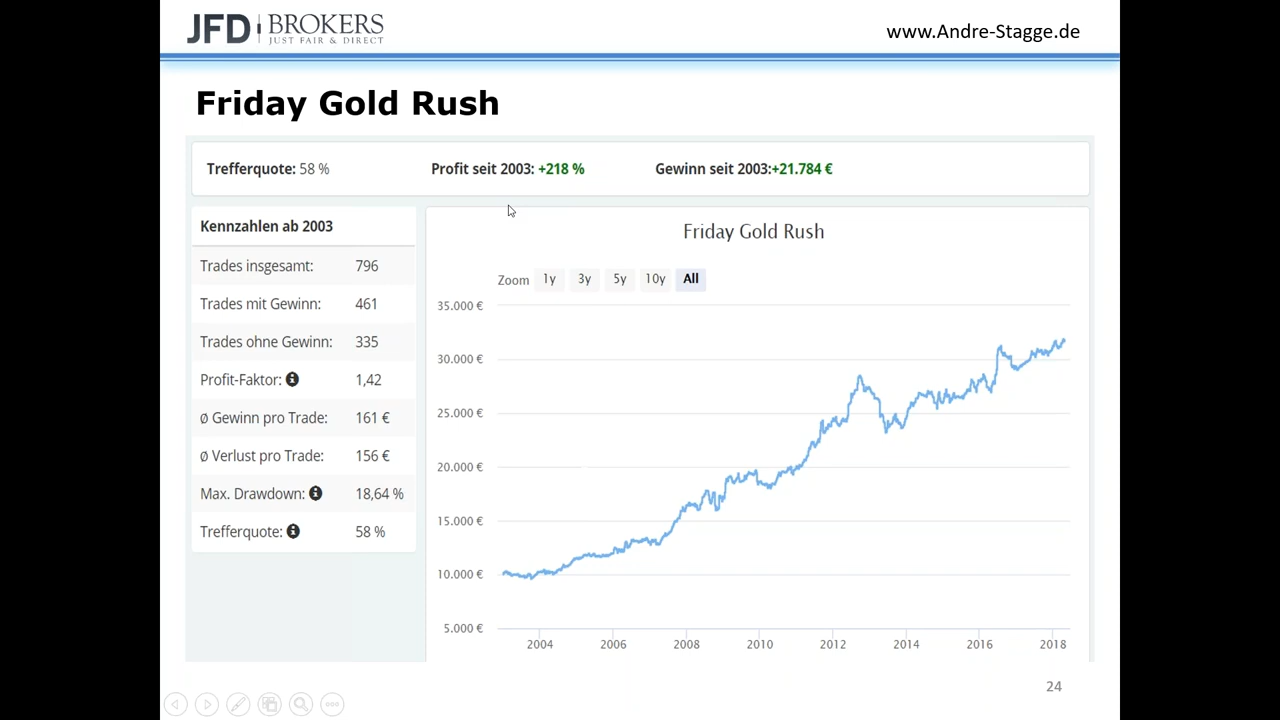 JFD BROKERS
JUST FAIR & DIRECT
www.Andre-Stagge.de
Friday Gold Rush
Trefferquote: 58 %
Profit seit 2003: +218 %
Gewinn seit 2003:+21.784 €
Kennzahlen ab 2003
Trades insgesamt: 796
Trades mit Gewinn: 461
Trades ohne Gewinn: 335
Profit-Faktor: 1,42
ø Gewinn pro Trade: 161 €
ø Verlust pro Trade: 156 €
Max. Drawdown: 18,64 %
Trefferquote: 58 %
Friday Gold Rush
Zoom 1y 3y 5y 10y All
35.000 €
30.000 €
25.000 €
20.000 €
15.000 €
10.000 €
5.000 €
2004 2006 2008 2010 2012 2014 2016 2018
24